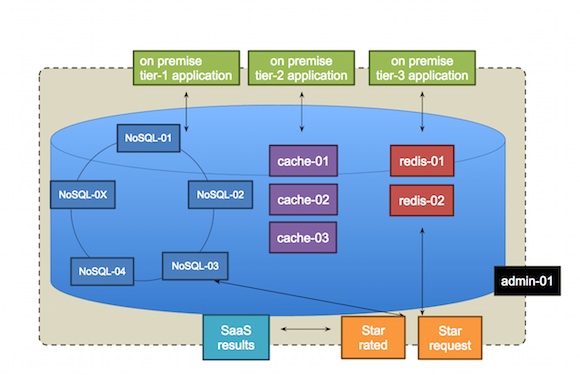 on premise
tier-1 application
on premise
tier-2 application
on premise
tier-3 application
NoSQL-01
NoSQL-0X
NoSQL-02
NoSQL-04
NoSQL-03
cache-01
cache-02
cache-03
redis-01
redis-02
admin-01
SaaS
results
Star
rated
Star
request